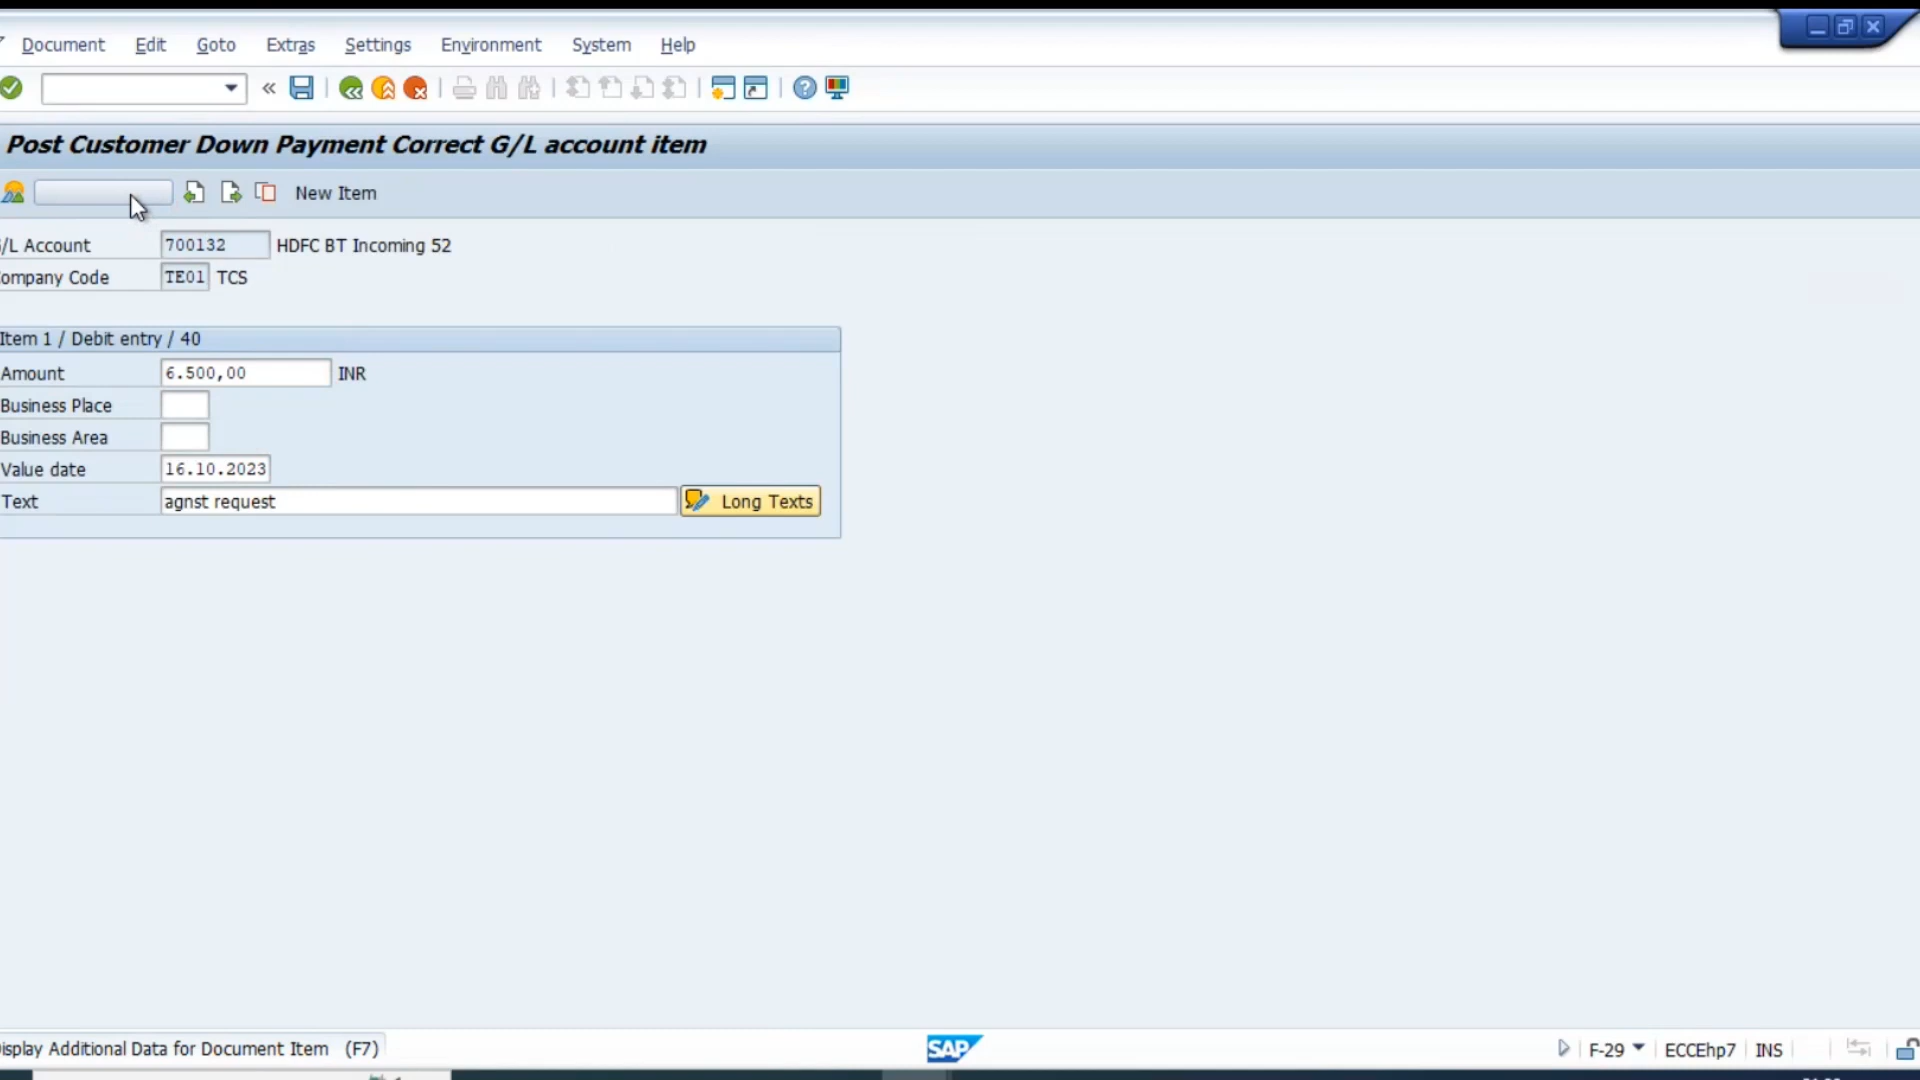 Document Edit Goto Extras Settings Environment System Help
Post Customer Down Payment Correct G/L account item
New Item
/L Account 700132 HDFC BT Incoming 52
ompany Code TE01 TCS
Item 1 / Debit entry / 40
Amount 6.500,00 INR
Business Place
Business Area
Value date 16.10.2023
Text agnst request Long Texts
isplay Additional Data for Document Item (F7) SAP F-29 ECCEhp7 INS